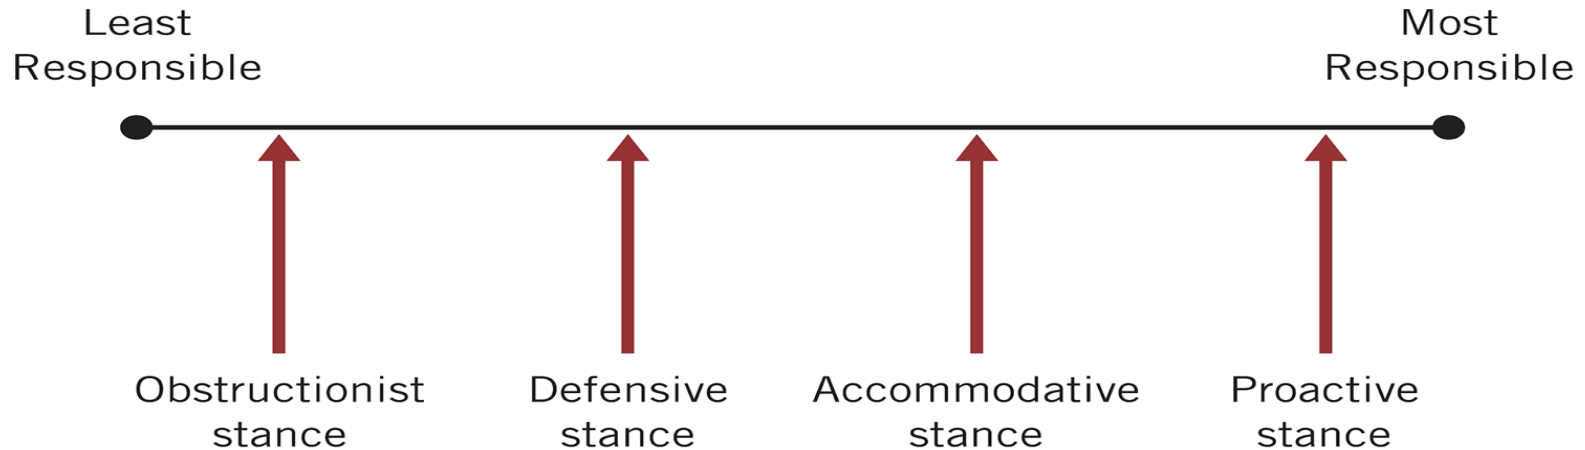 Least
Responsible
Most
Responsible
Obstructionist
stance
Defensive
stance
Accommodative
stance
Proactive
stance